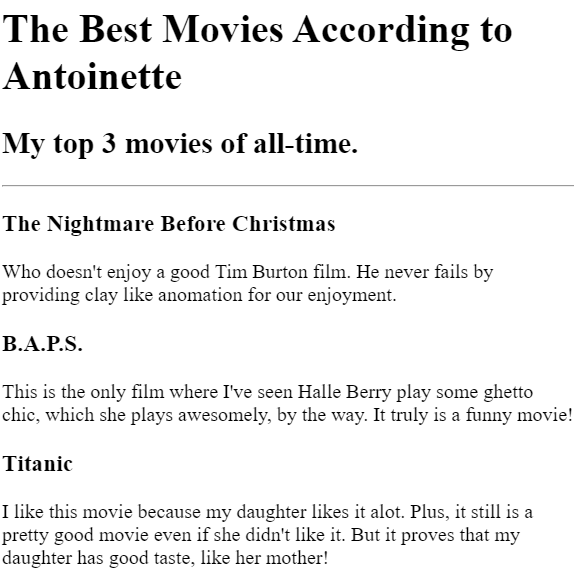 The Best Movies According to
Antoinette
My top 3 movies of all-time.
The Nightmare Before Christmas
Who doesn't enjoy a good Tim Burton film. He never fails by
providing clay like anomation for our enjoyment.
B.A.P.S.
This is the only film where I've seen Halle Berry play some ghetto
chic, which she plays awesomely, by the way. It truly is a funny movie!
Titanic
I like this movie because my daughter likes it alot. Plus, it still is a
pretty good movie even if she didn't like it. But it proves that my
daughter has good taste, like her mother!